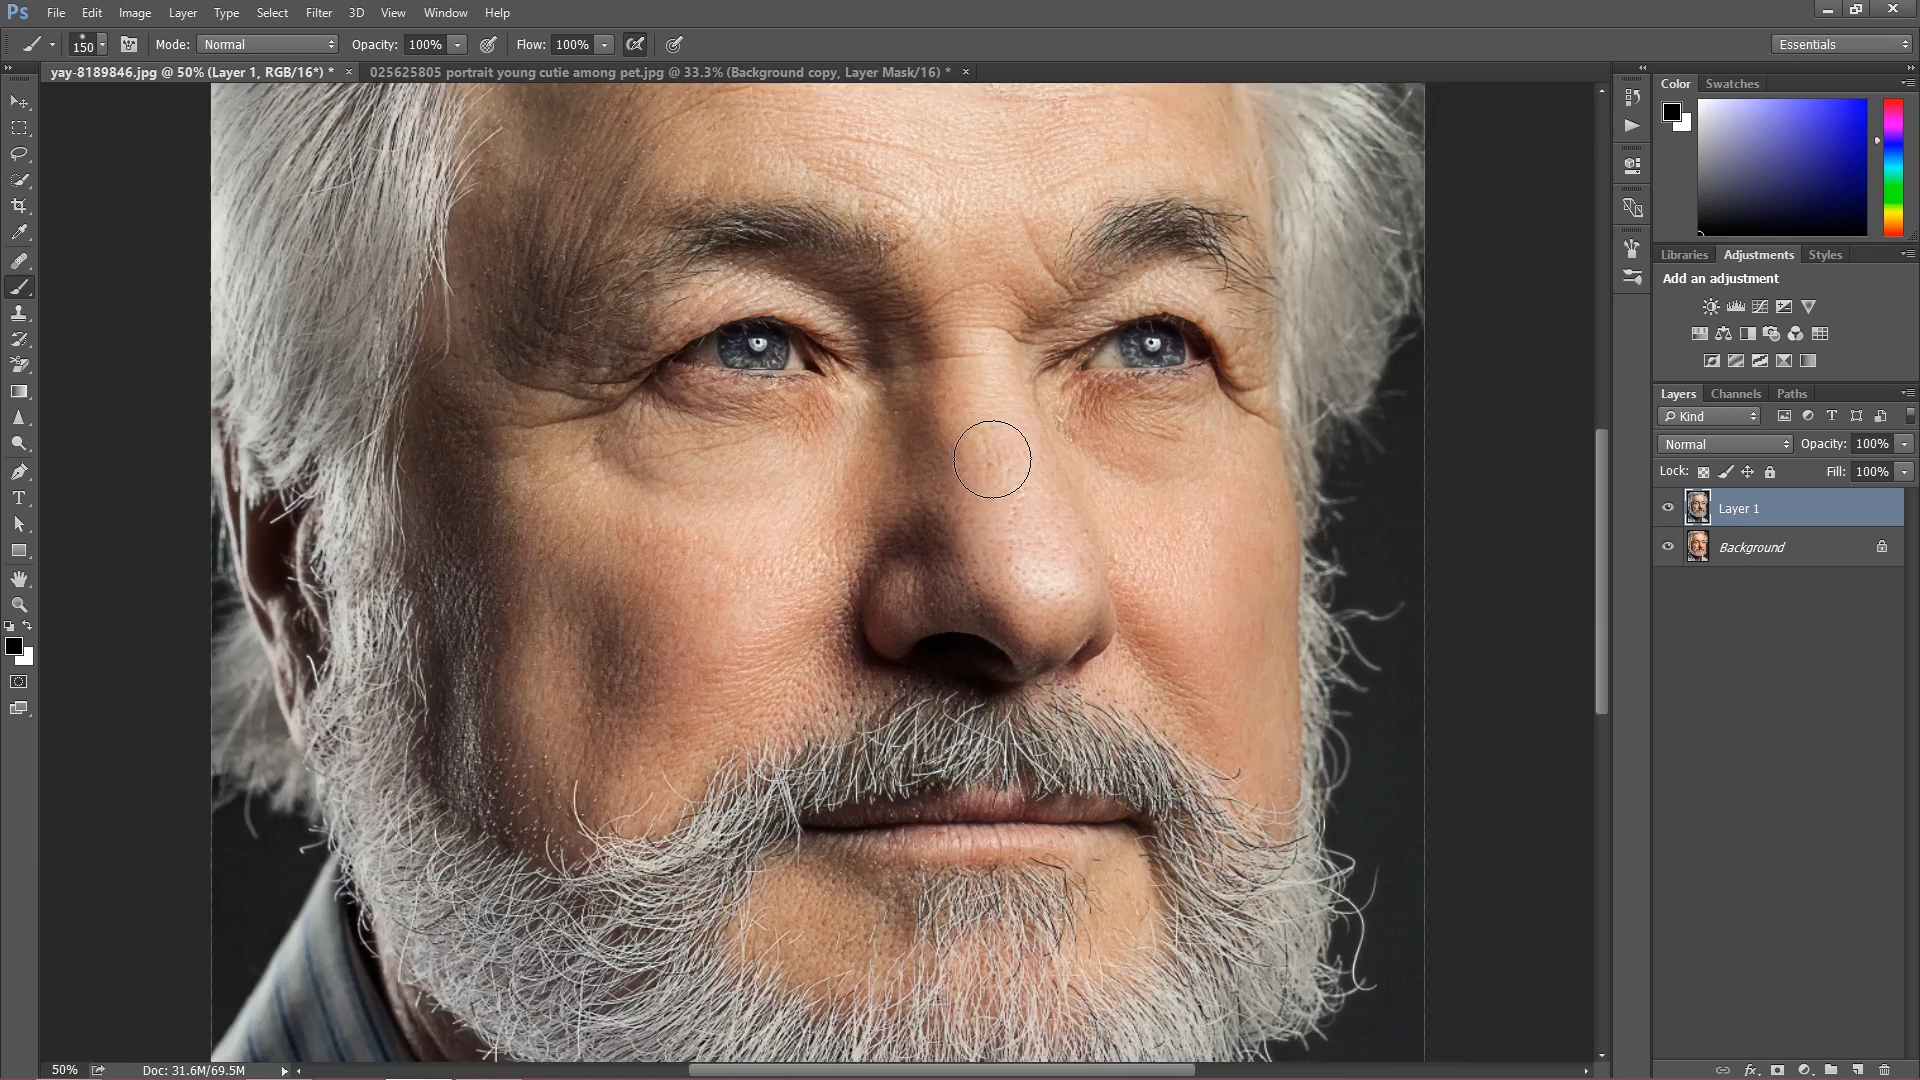 Ps File Edit Image Layer Type Select Filter 3D View Window Help
150 Mode: Normal Opacity: 100% Flow: 100% Essentials
yay-8189846.jpg @ 50% (Layer 1, RGB/16*) * × 025625805 portrait young cutie among pet.jpg @ 33.3% (Background copy, Layer Mask/16) * ×
Color Swatches
Libraries Adjustments Styles
Add an adjustment
Layers Channels Paths
Kind
Normal Opacity: 100%
Lock: Fill: 100%
Layer 1
Background
50% Doc: 31.6M/69.5M